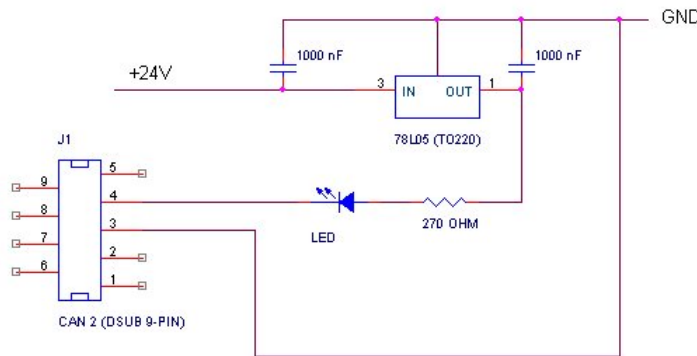 GND
1000 nF
1000 nF
+24V
3
IN
OUT
1
78L05 (TO220)
J1
5
9
4
8
3
7
2
6
1
LED
270 OHM
CAN 2 (DSUB 9-PIN)